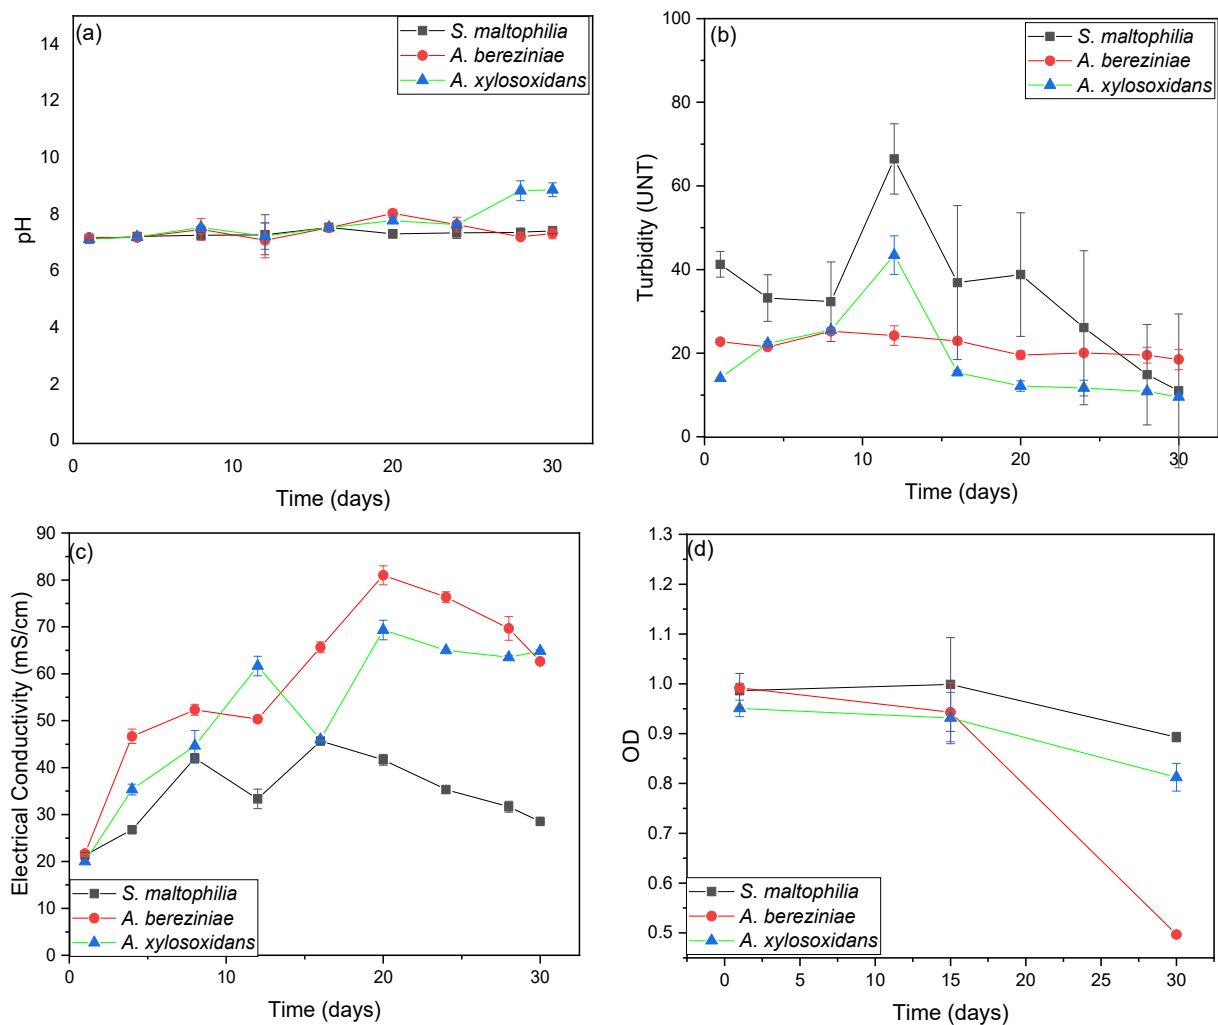 (a)
S. maltophilia
A. bereziniae
A. xylosoxidans
14
12
10
8
6
4
2
0
pH
0 10 20 30
Time (days)
(b)
S. maltophilia
A. bereziniae
A. xylosoxidans
100
80
60
40
20
0
Turbidity (UNT)
0 10 20 30
Time (days)
(c)
90
80
70
60
50
40
30
20
10
0
Electrical Conductivity (mS/cm)
S. maltophilia
A. bereziniae
A. xylosoxidans
0 10 20 30
Time (days)
(d)
1.3
1.2
1.1
1.0
0.9
0.8
0.7
0.6
0.5
OD
S. maltophilia
A. bereziniae
A. xylosoxidans
0 5 10 15 20 25 30
Time (days)